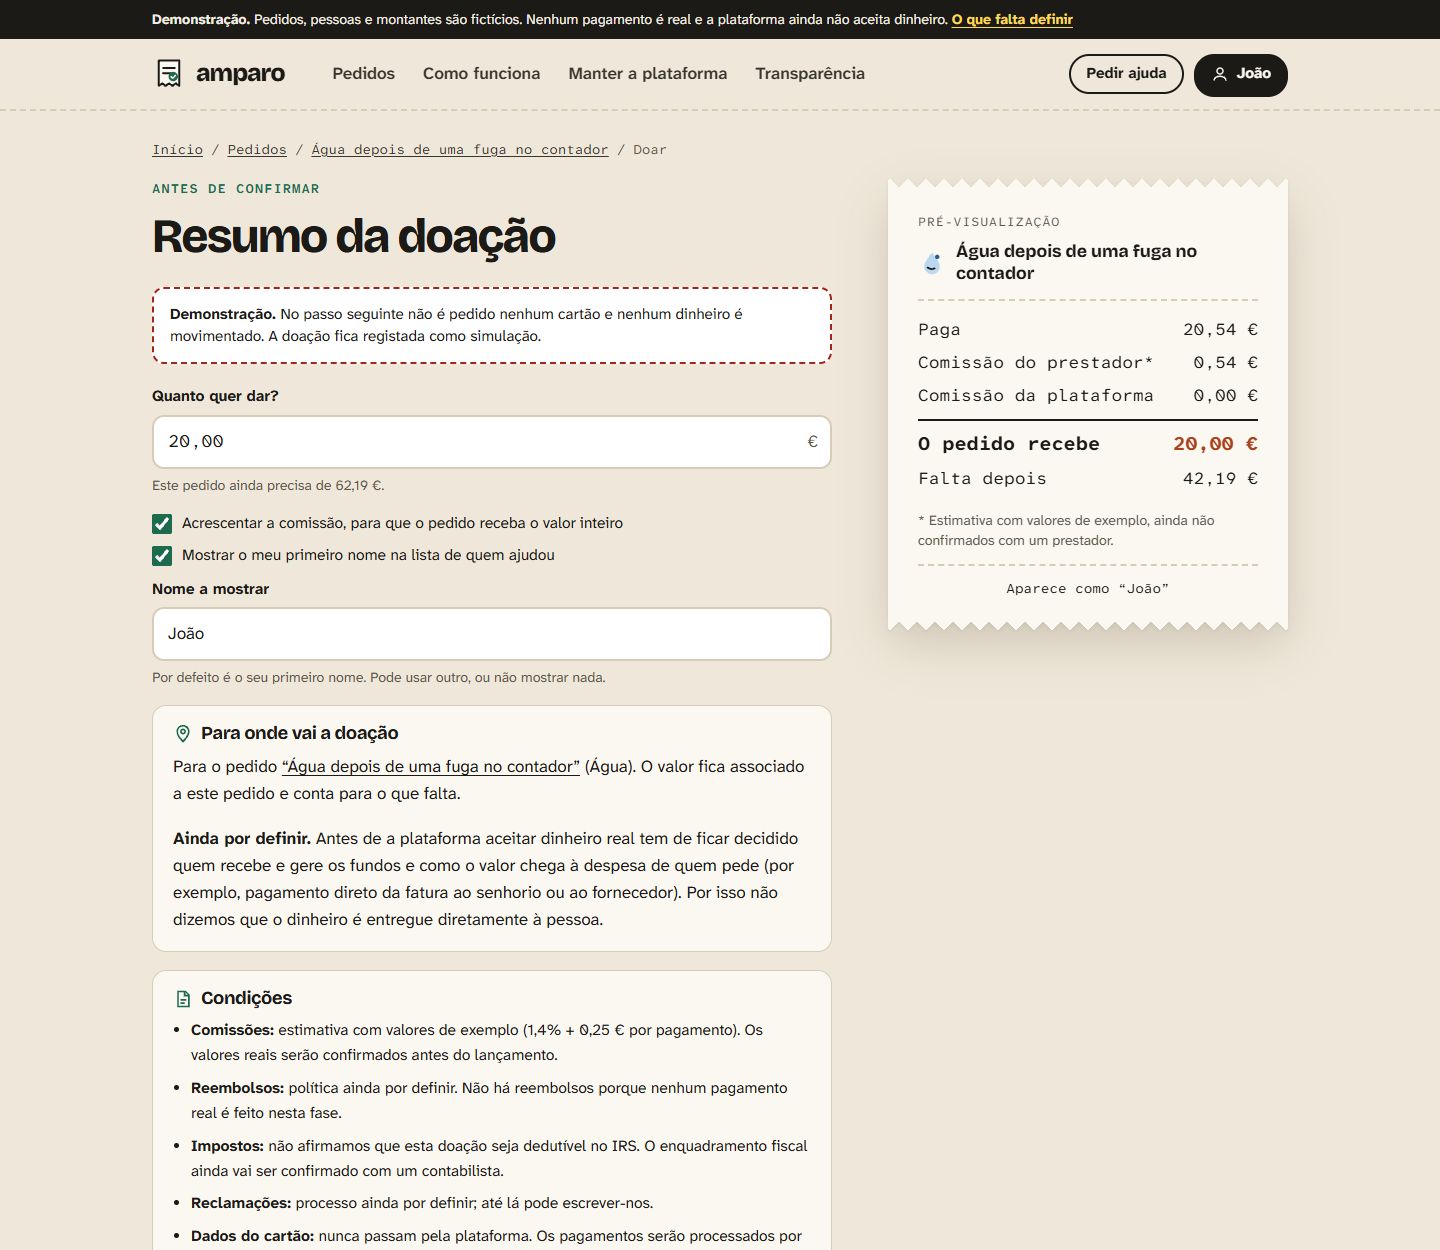 Demonstração. Pedidos, pessoas e montantes são fictícios. Nenhum pagamento é real e a plataforma ainda não aceita dinheiro. O que falta definir
amparo
Pedidos
Como funciona
Manter a plataforma
Transparência
Pedir ajuda
João
Início / Pedidos / Água depois de uma fuga no contador / Doar
ANTES DE CONFIRMAR
Resumo da doação
Demonstração. No passo seguinte não é pedido nenhum cartão e nenhum dinheiro é
movimentado. A doação fica registada como simulação.
Quanto quer dar?
20,00 €
Este pedido ainda precisa de 62,19 €.
Acrescentar a comissão, para que o pedido receba o valor inteiro
Mostrar o meu primeiro nome na lista de quem ajudou
Nome a mostrar
João
Por defeito é o seu primeiro nome. Pode usar outro, ou não mostrar nada.
Para onde vai a doação
Para o pedido “Água depois de uma fuga no contador” (Água). O valor fica associado
a este pedido e conta para o que falta.
Ainda por definir. Antes de a plataforma aceitar dinheiro real tem de ficar decidido
quem recebe e gere os fundos e como o valor chega à despesa de quem pede (por
exemplo, pagamento direto da fatura ao senhorio ou ao fornecedor). Por isso não
dizemos que o dinheiro é entregue diretamente à pessoa.
Condições
• Comissões: estimativa com valores de exemplo (1,4% + 0,25 € por pagamento). Os
valores reais serão confirmados antes do lançamento.
• Reembolsos: política ainda por definir. Não há reembolsos porque nenhum pagamento
real é feito nesta fase.
• Impostos: não afirmamos que esta doação seja dedutível no IRS. O enquadramento fiscal
ainda vai ser confirmado com um contabilista.
• Reclamações: processo ainda por definir; até lá pode escrever-nos.
• Dados do cartão: nunca passam pela plataforma. Os pagamentos serão processados por
PRÉ-VISUALIZAÇÃO
Água depois de uma fuga no
contador
Paga 20,54 €
Comissão do prestador* 0,54 €
Comissão da plataforma 0,00 €
O pedido recebe 20,00 €
Falta depois 42,19 €
* Estimativa com valores de exemplo, ainda não
confirmados com um prestador.
Aparece como “João”